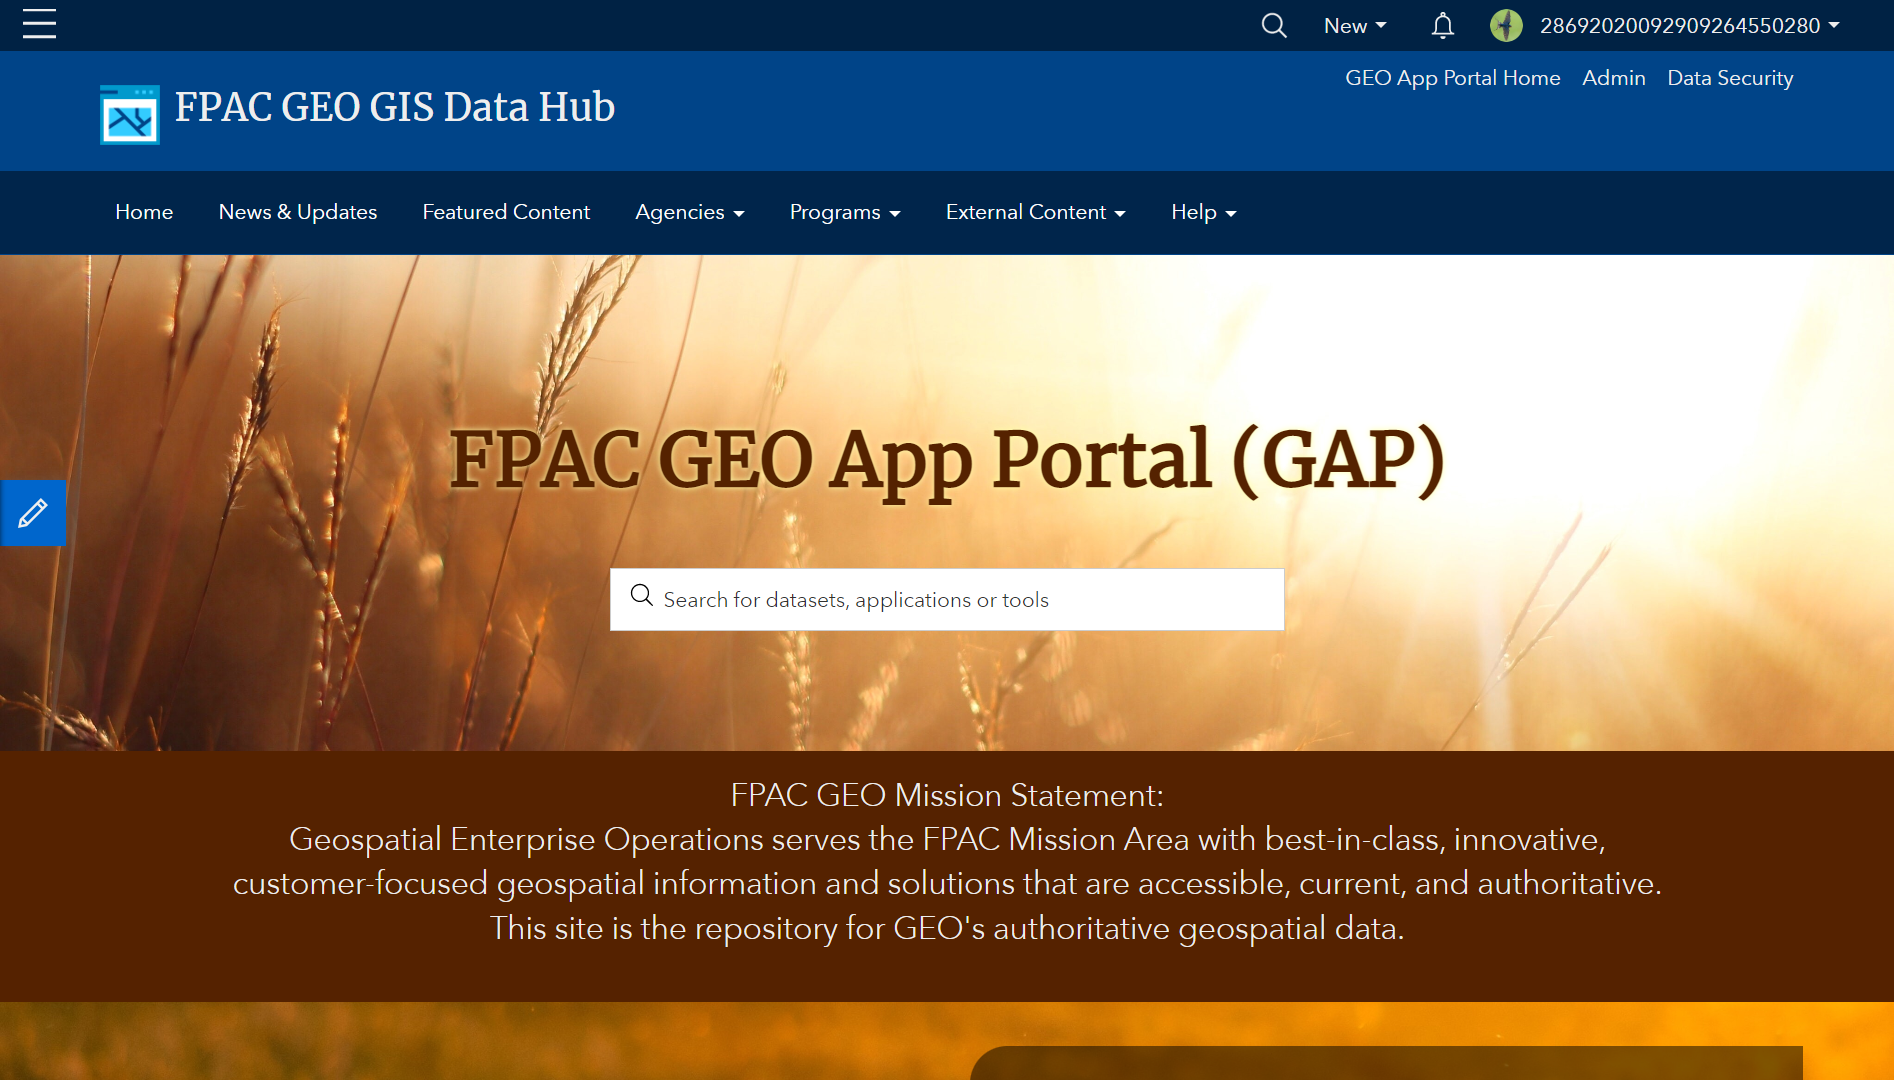 New
28692020092909264550280
GEO App Portal Home Admin Data Security
FPAC GEO GIS Data Hub
Home News & Updates Featured Content Agencies Programs External Content Help
FPAC GEO App Portal (GAP)
Search for datasets, applications or tools
FPAC GEO Mission Statement:
Geospatial Enterprise Operations serves the FPAC Mission Area with best-in-class, innovative,
customer-focused geospatial information and solutions that are accessible, current, and authoritative.
This site is the repository for GEO's authoritative geospatial data.